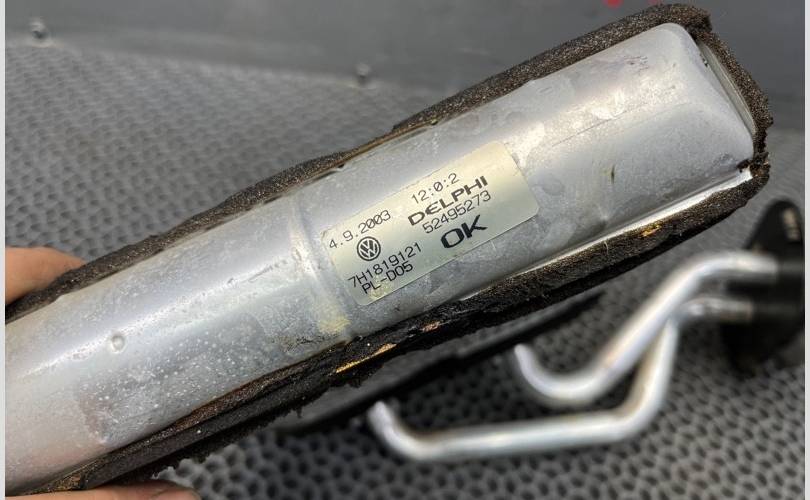 4.9.2003 12:0:2
DELPHI
52495273
7H1819121
PL-D05
OK